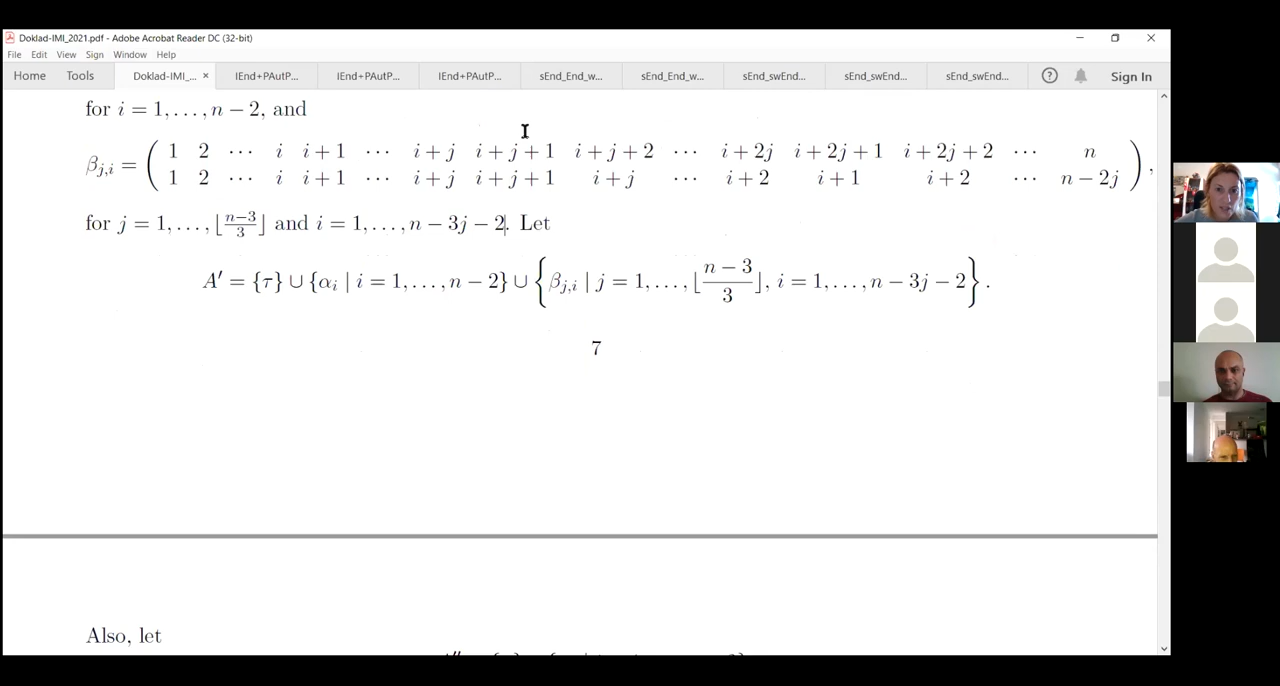 Doklad-IMI_2021.pdf - Adobe Acrobat Reader DC (32-bit)
File Edit View Sign Window Help
Home Tools Doklad-IMI_... × IEnd+PAutP... IEnd+PAutP... IEnd+PAutP... sEnd_End_w... sEnd_End_w... sEnd_swEnd... sEnd_swEnd... sEnd_swEnd... Sign In
for i = 1, . . . , n − 2, and
β_{j,i} = ( 1 2 ··· i i + 1 ··· i + j i + j + 1 i + j + 2 ··· i + 2j i + 2j + 1 i + 2j + 2 ··· n
1 2 ··· i i + 1 ··· i + j i + j + 1 i + j ··· i + 2 i + 1 i + 2 ··· n − 2j ) ,
for j = 1, . . . , ⌊(n−3)/3⌋ and i = 1, . . . , n − 3j − 2. Let
A′ = {τ} ∪ {α_i | i = 1, . . . , n − 2} ∪ { β_{j,i} | j = 1, . . . , ⌊(n − 3)/3⌋, i = 1, . . . , n − 3j − 2 } .
7
Also, let